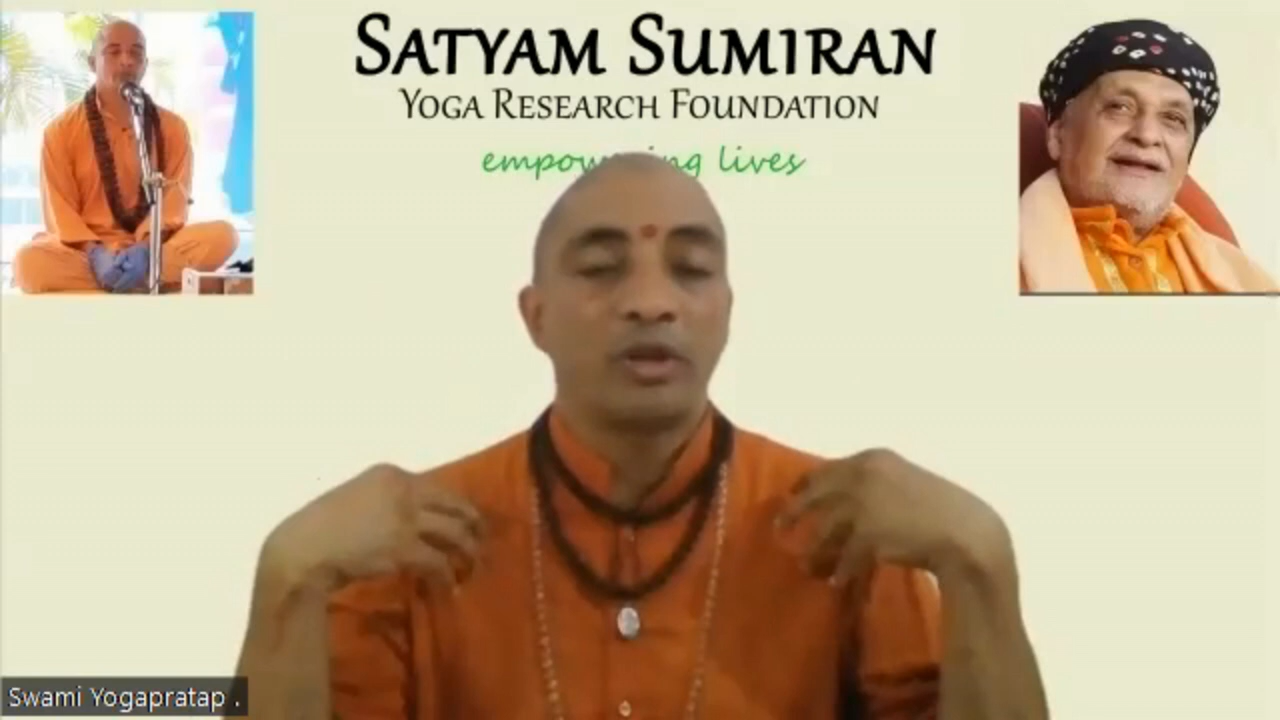 SATYAM SUMIRAN
YOGA RESEARCH FOUNDATION
lives
Swami Yogapratap .